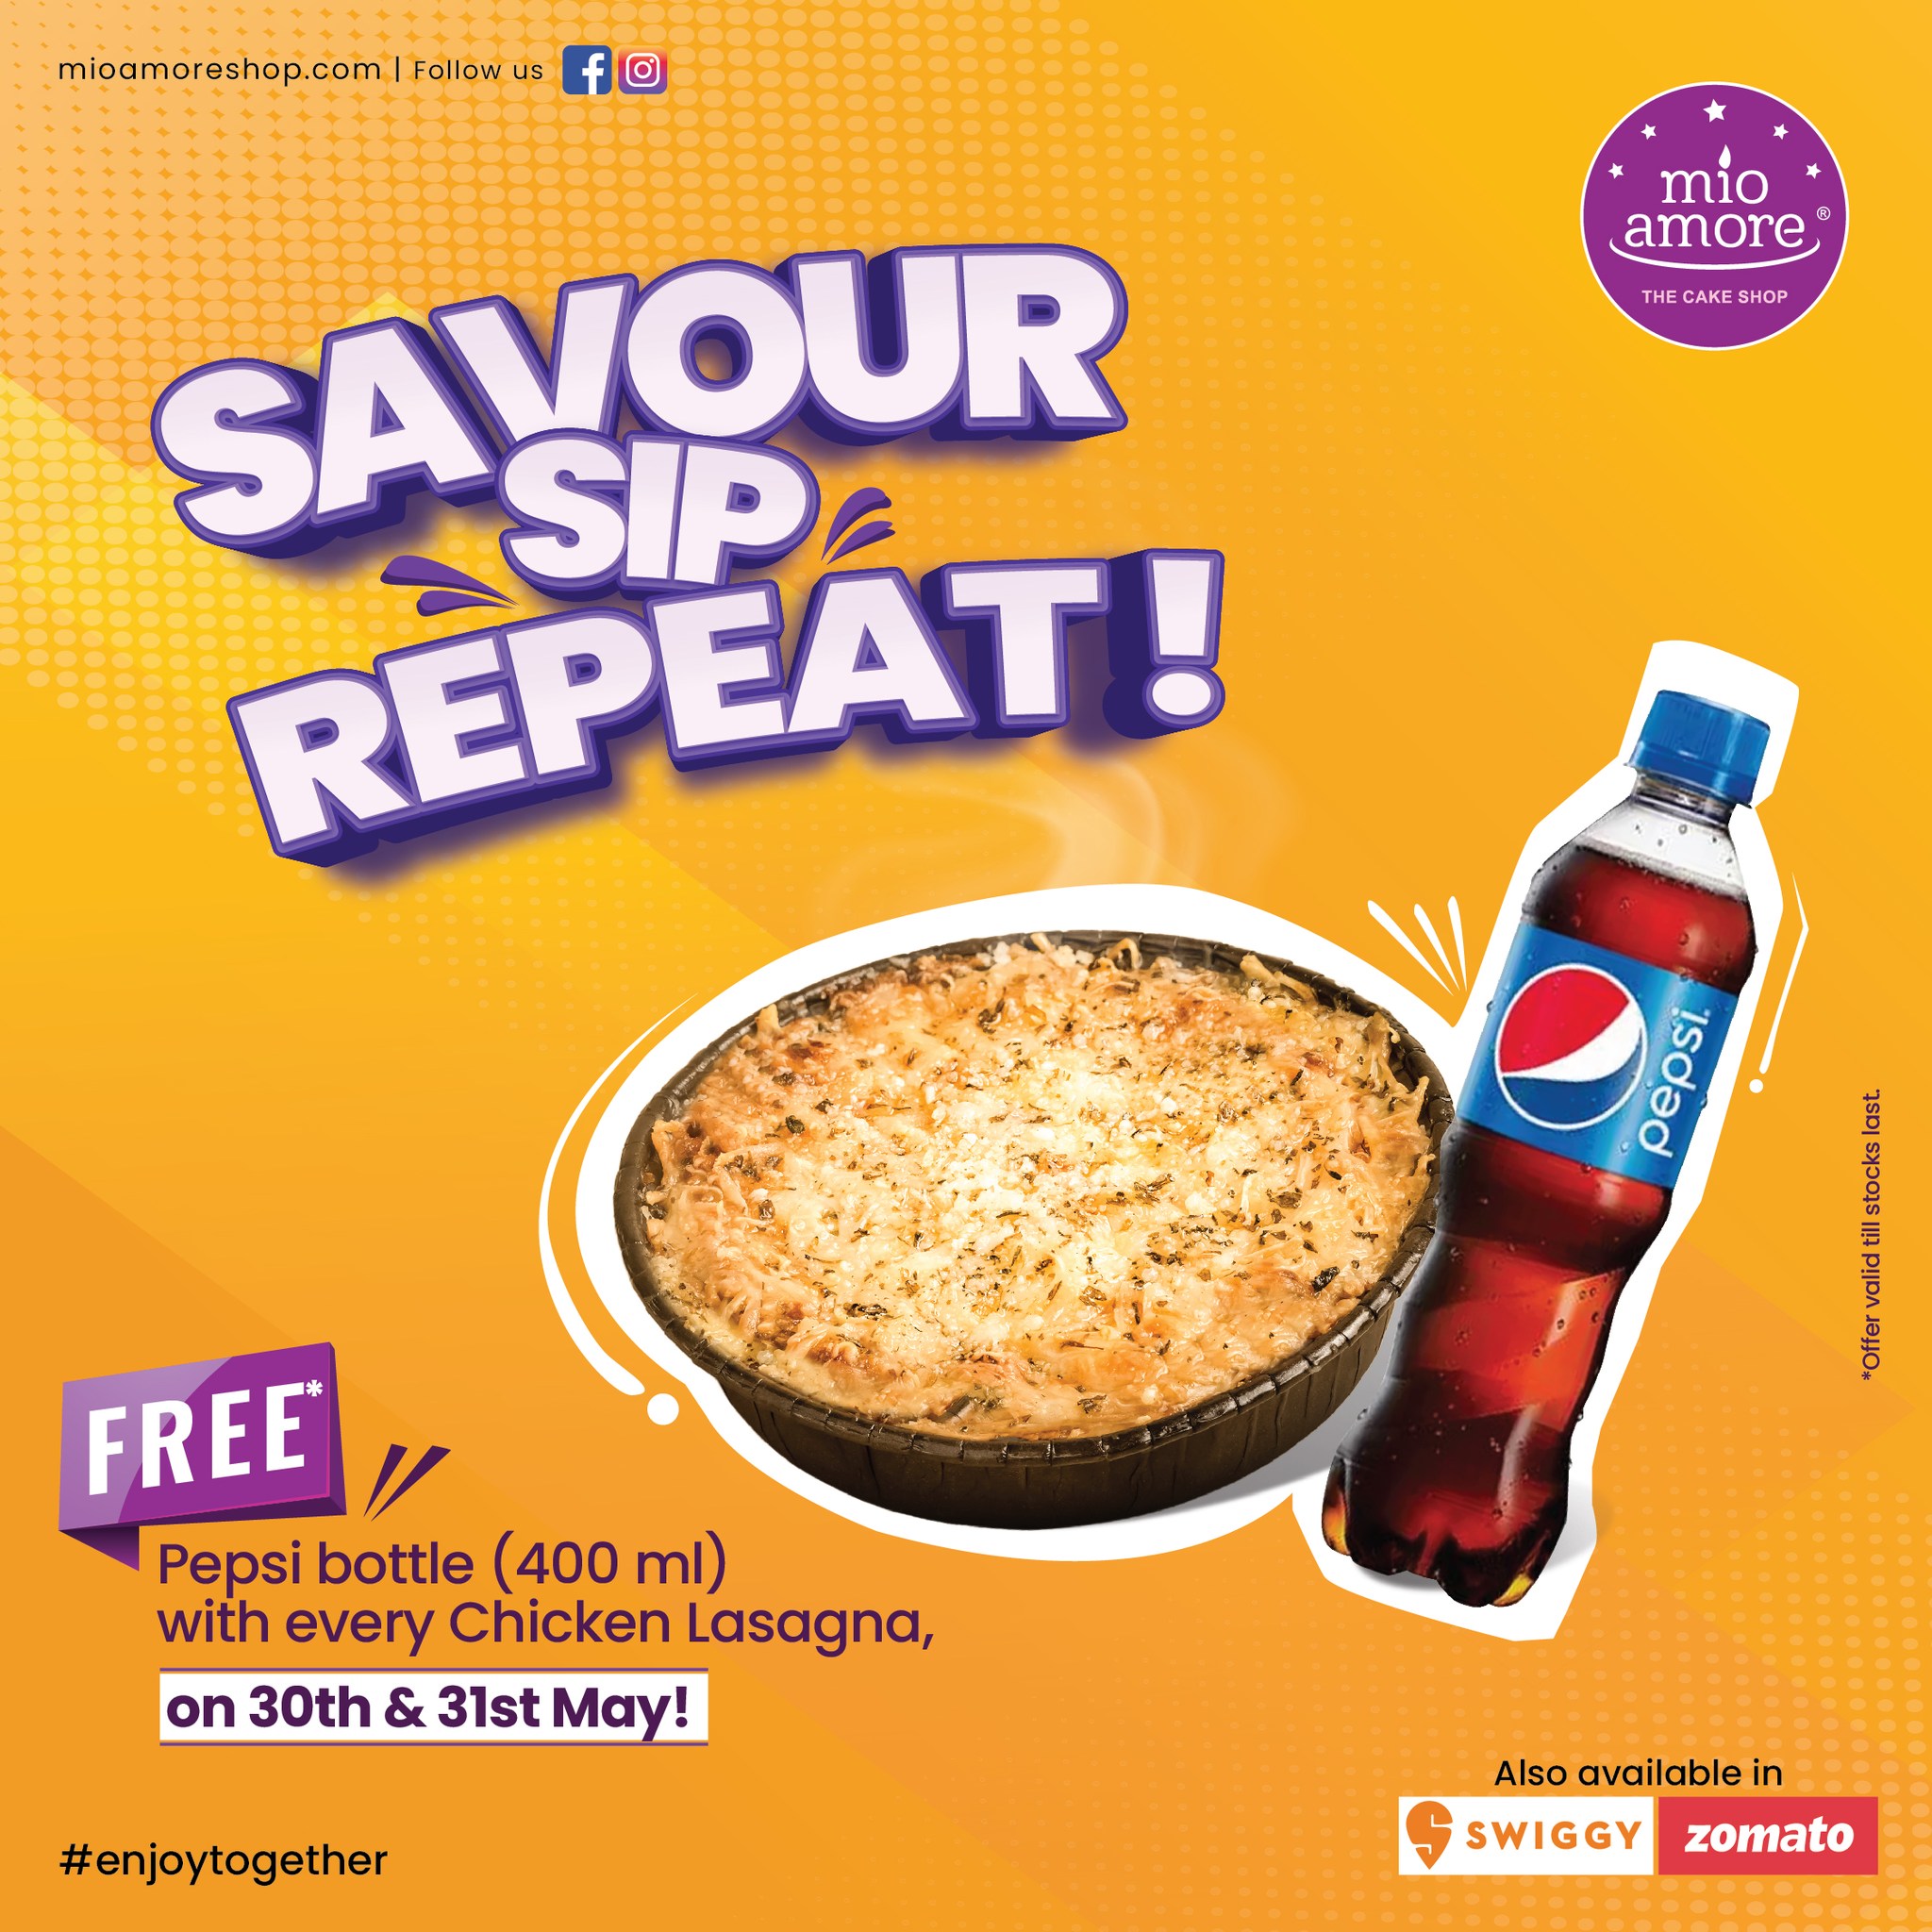 mioamoreshop.com | Follow us
mio
amore®
THE CAKE SHOP
SAVOUR
SIP
REPEAT!
pepsi.
*Offer valid till stocks last.
FREE*
Pepsi bottle (400 ml)
with every Chicken Lasagna,
on 30th & 31st May!
Also available in
SWIGGY zomato
#enjoytogether